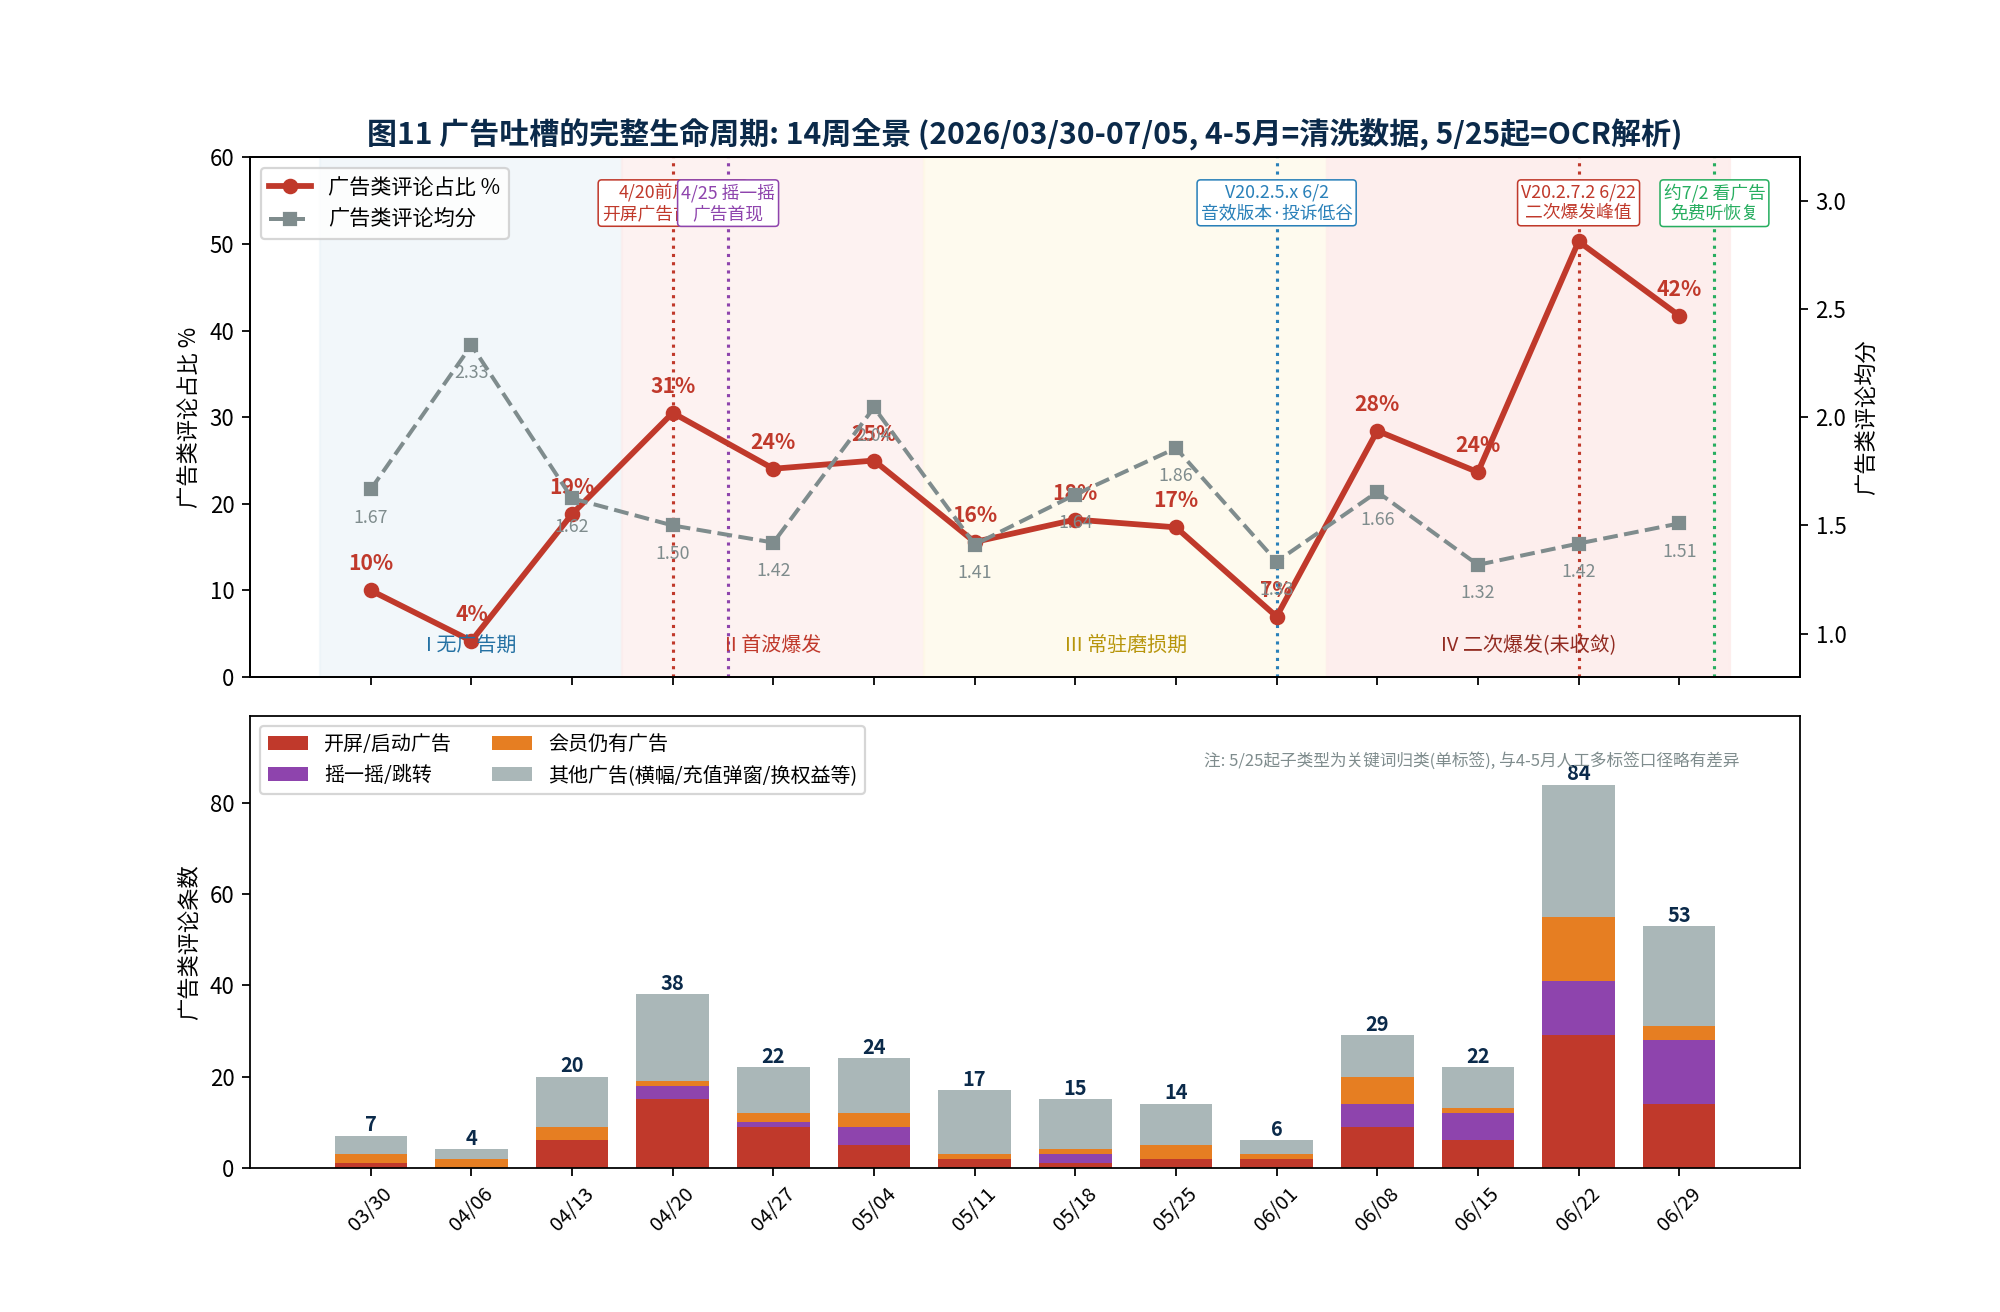 图11 广告吐槽的完整生命周期: 14周全景 (2026/03/30-07/05, 4-5月=清洗数据, 5/25起=OCR解析)
广告类评论占比 %
广告类评论均分
4/20前
开屏广告
4/25 摇一摇
广告首现
V20.2.5.x 6/2
音效版本·投诉低谷
V20.2.7.2 6/22
二次爆发峰值
约7/2 看广告
免费听恢复
广告类评论占比 %
60
50
40
30
20
10
0
广告类评论均分
3.0
2.5
2.0
1.5
1.0
10%
4%
19%
31%
24%
25%
16%
18%
17%
7%
28%
24%
42%
1.67
2.33
1.62
1.50
1.42
1.41
1.64
1.86
1.66
1.32
1.42
1.51
I 无广告期
II 首波爆发
III 常驻磨损期
IV 二次爆发(未收敛)
开屏/启动广告
摇一摇/跳转
会员仍有广告
其他广告(横幅/充值弹窗/换权益等)
注: 5/25起子类型为关键词归类(单标签), 与4-5月人工多标签口径略有差异
广告类评论条数
80
60
40
20
0
7
4
20
38
22
24
17
15
14
6
29
22
84
53
03/30
04/06
04/13
04/20
04/27
05/04
05/11
05/18
05/25
06/01
06/08
06/15
06/22
06/29